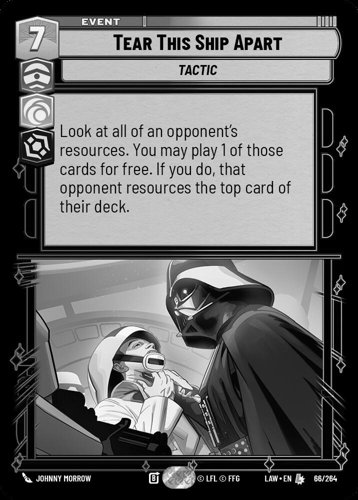 EVENT
7
TEAR THIS SHIP APART
TACTIC
Look at all of an opponent's
resources. You may play 1 of those
cards for free. If you do, that
opponent resources the top card of
their deck.
JOHNNY MORROW
© LFL © FFG
LAW • EN
66/264